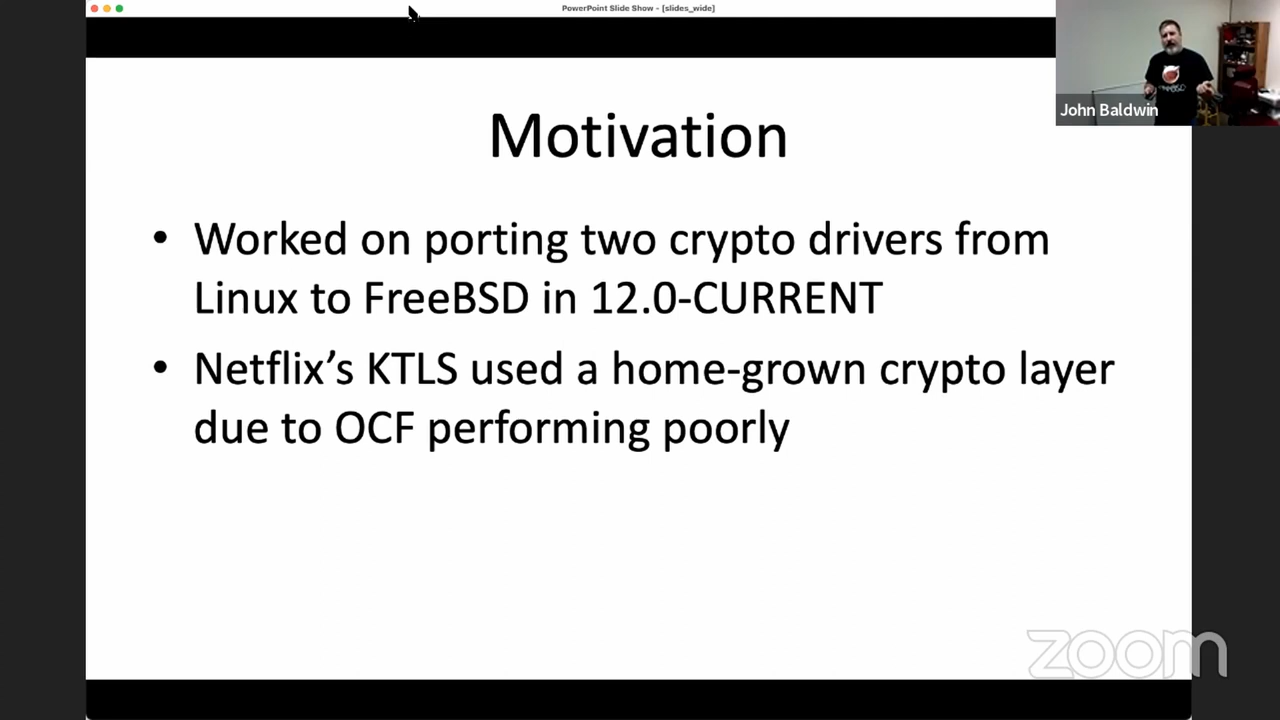 PowerPoint Slide Show - [slides_wide]
John Baldwin
Motivation
• Worked on porting two crypto drivers from
Linux to FreeBSD in 12.0-CURRENT
• Netflix’s KTLS used a home-grown crypto layer
due to OCF performing poorly
zoom